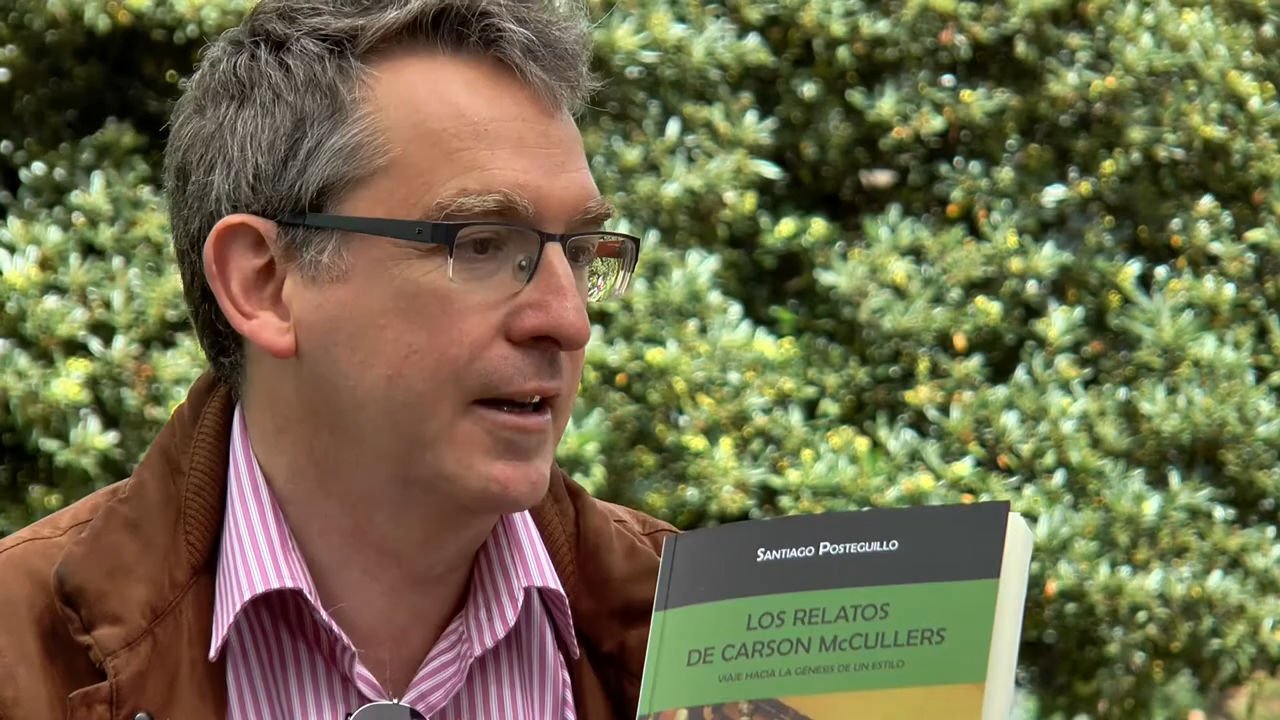 SANTIAGO POSTEGUILLO
LOS RELATOS
DE CARSON McCULLERS
VIAJE HACIA LA GÉNESIS DE UN ESTILO